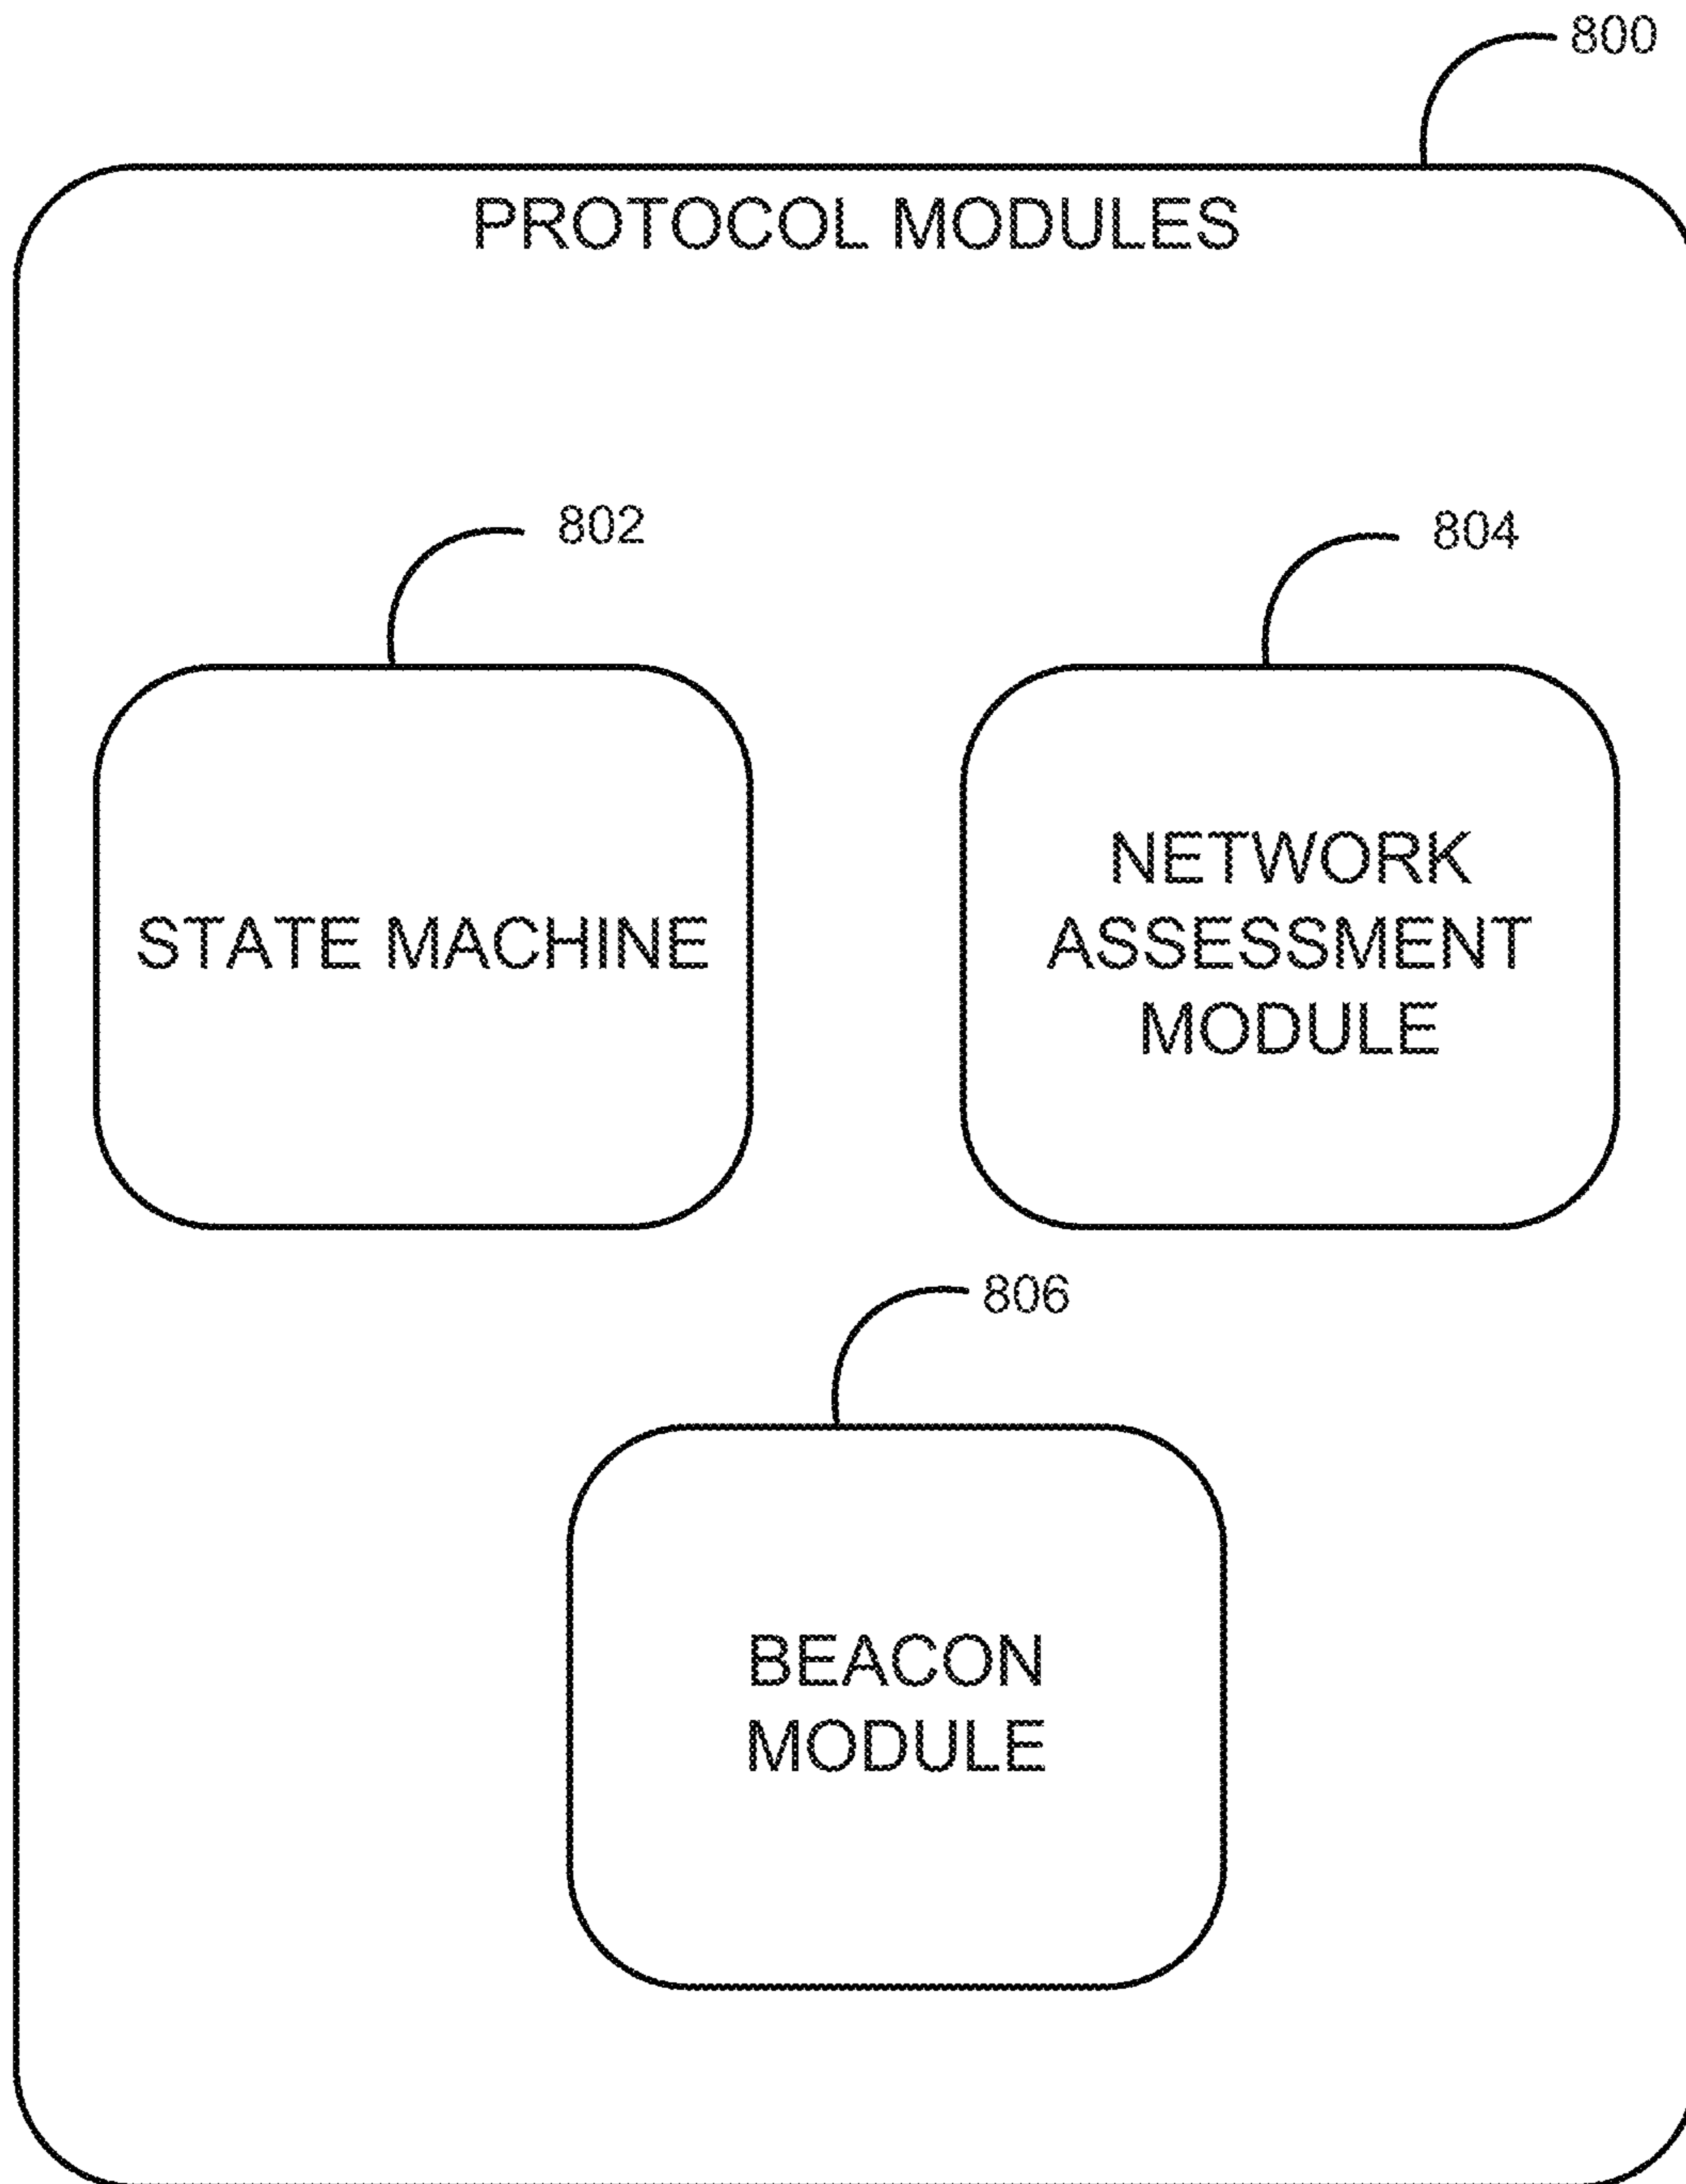 800
PROTOCOL MODULES
802
804
STATE MACHINE
NETWORK
ASSESSMENT
MODULE
806
BEACON
MODULE